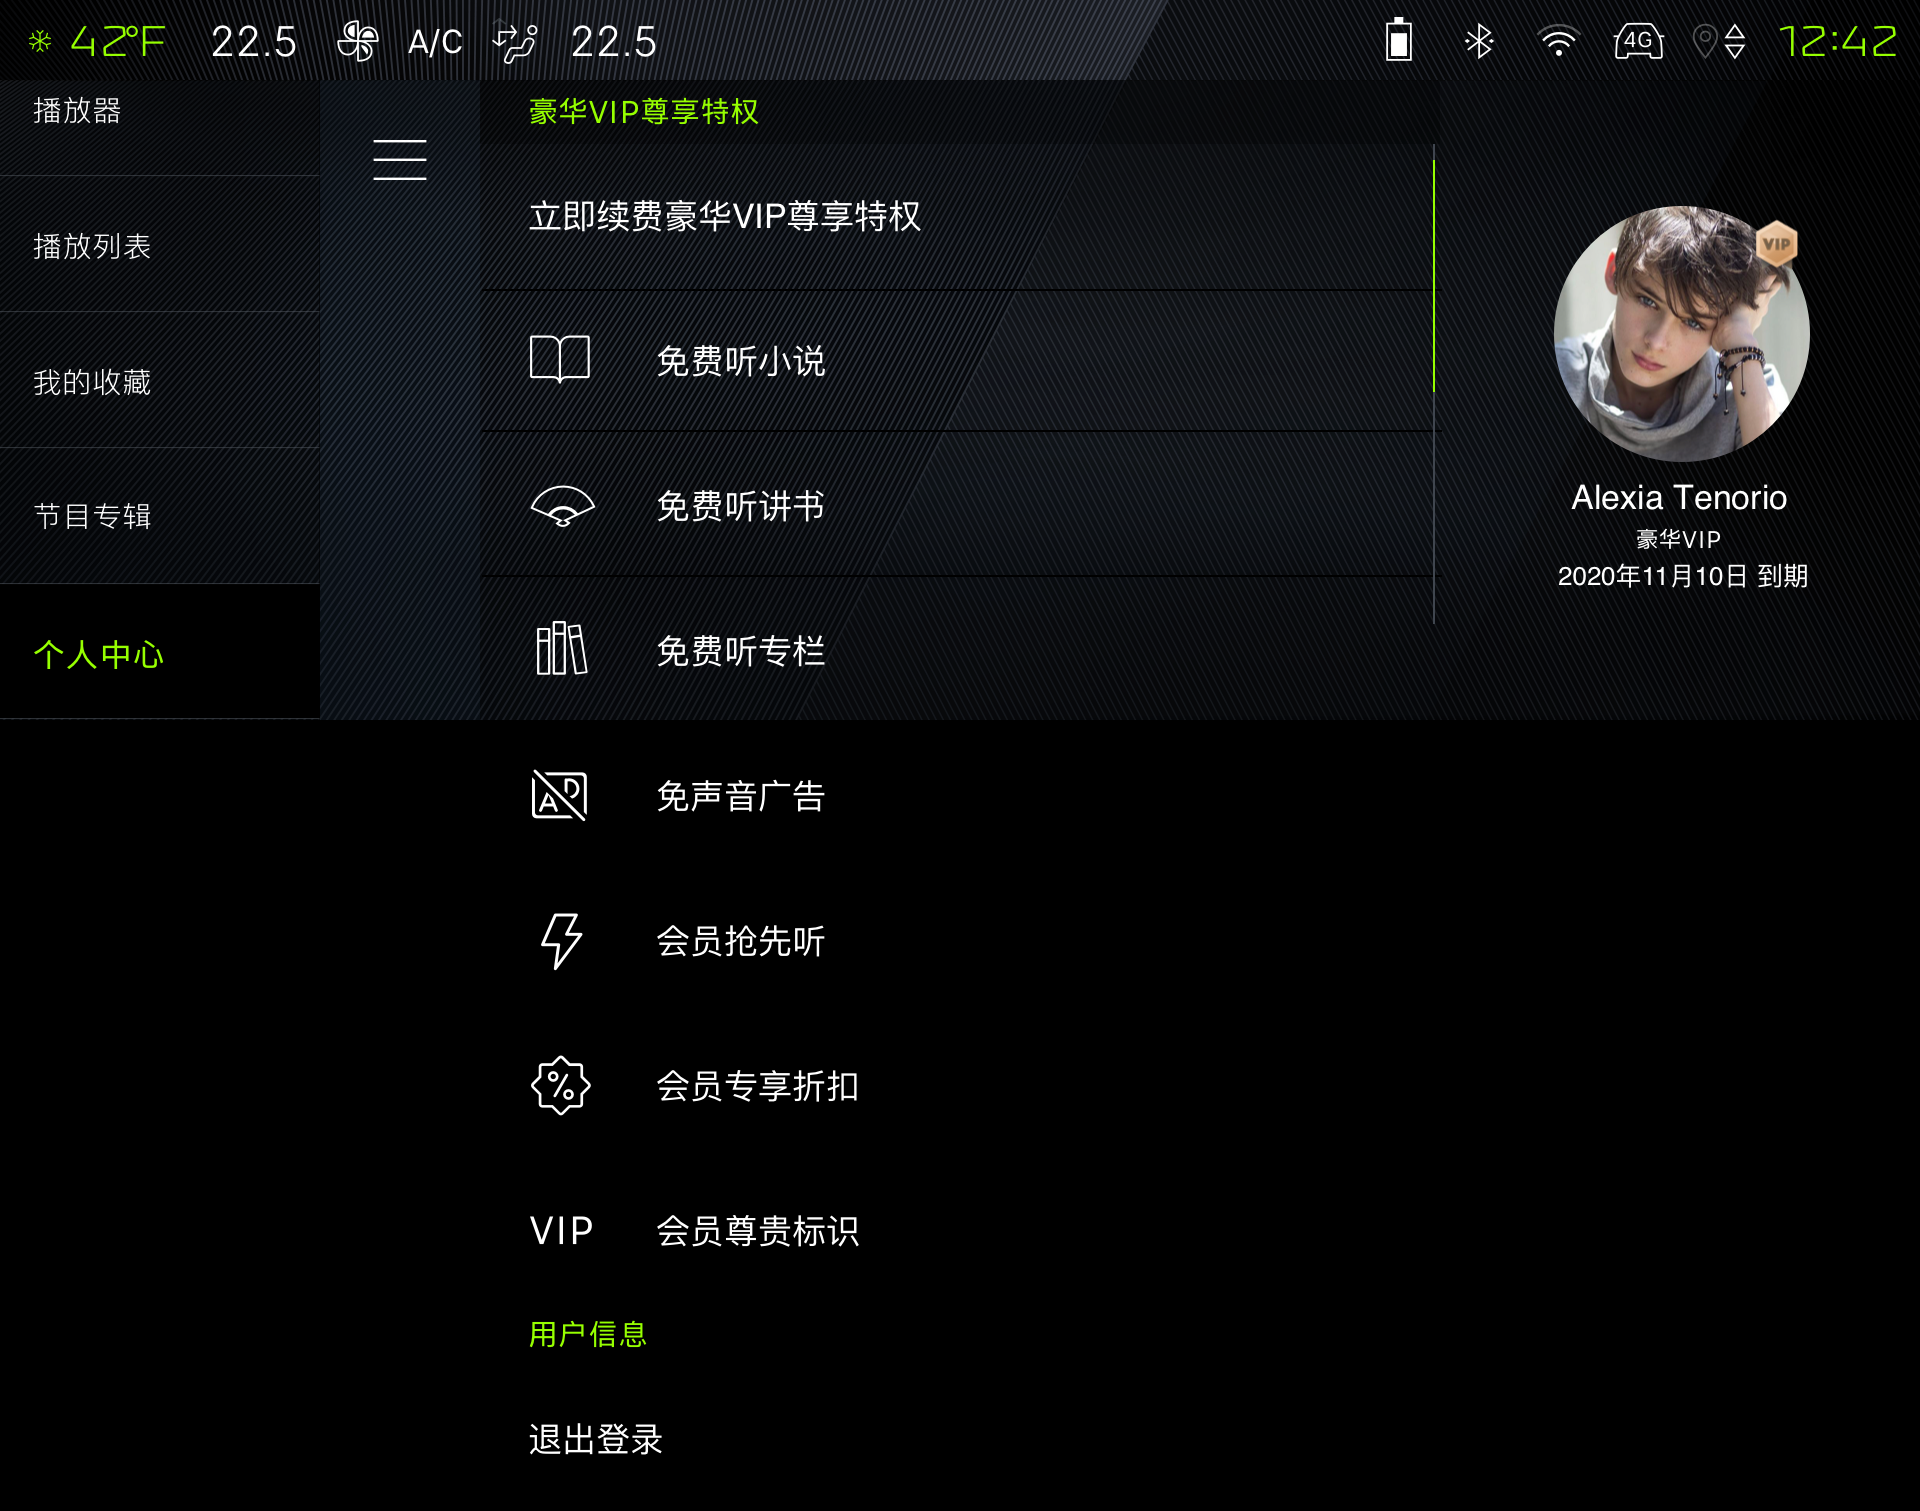 42°F 22.5 A/C 22.5 4G 12:42
播放器
播放列表
我的收藏
节目专辑
个人中心
豪华VIP尊享特权
立即续费豪华VIP尊享特权
免费听小说
免费听讲书
免费听专栏
AD 免声音广告
会员抢先听
% 会员专享折扣
VIP 会员尊贵标识
用户信息
退出登录
VIP
Alexia Tenorio
豪华VIP
2020年11月10日 到期